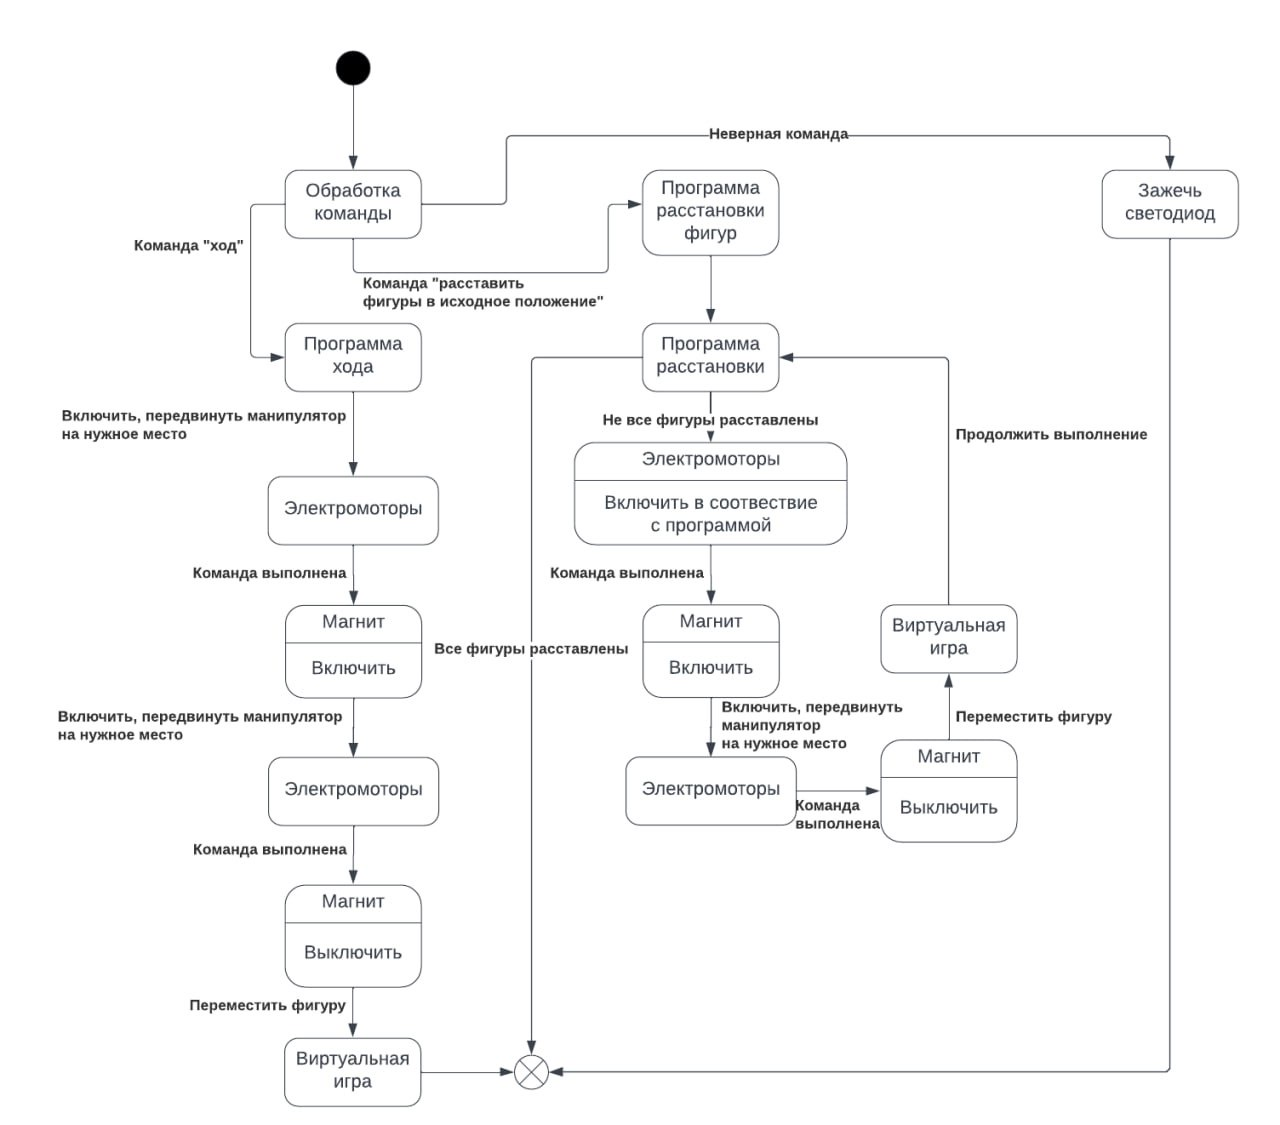 Неверная команда
Обработка
команды
Программа
расстановки
фигур
Зажечь
светодиод
Команда "ход"
Команда "расставить
фигуры в исходное положение"
Программа
хода
Программа
расстановки
Включить, передвинуть манипулятор
на нужное место
Не все фигуры расставлены
Продолжить выполнение
Электромоторы
Включить в соотвествие
с программой
Электромоторы
Команда выполнена
Команда выполнена
Магнит
Включить
Все фигуры расставлены
Магнит
Включить
Виртуальная
игра
Включить, передвинуть манипулятор
на нужное место
Включить, передвинуть
манипулятор
на нужное место
Переместить фигуру
Электромоторы
Электромоторы
Команда
выполнена
Магнит
Выключить
Команда выполнена
Магнит
Выключить
Переместить фигуру
Виртуальная
игра